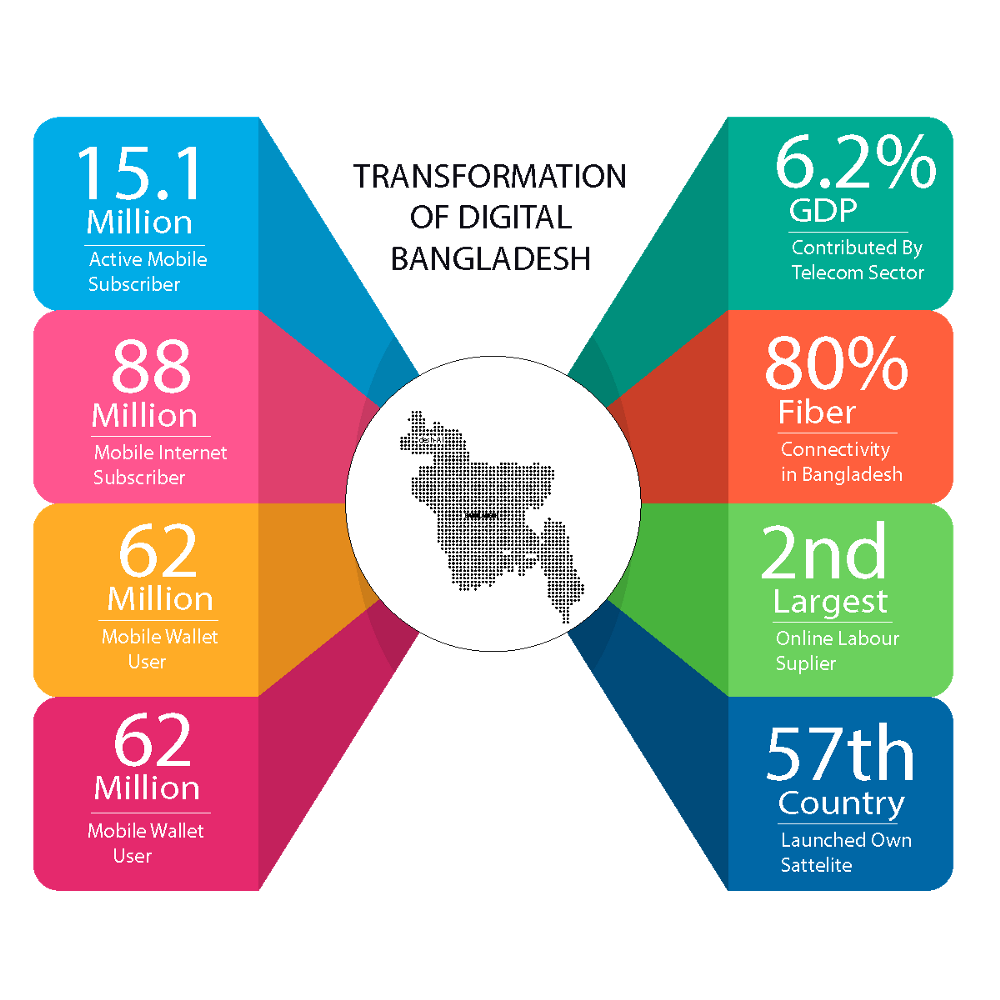 TRANSFORMATION
OF DIGITAL
BANGLADESH
15.1
Million
Active Mobile
Subscriber
88
Million
Mobile Internet
Subscriber
62
Million
Mobile Wallet
User
62
Million
Mobile Wallet
User
6.2%
GDP
Contributed By
Telecom Sector
80%
Fiber
Connectivity
in Bangladesh
2nd
Largest
Online Labour
Suplier
57th
Country
Launched Own
Sattelite